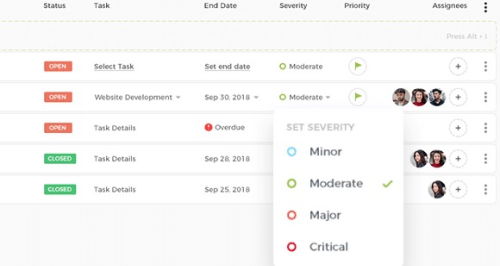 Status Task End Date Severity Priority Assignees
Press Alt + I
OPEN Select Task Set end date Moderate
OPEN Website Development Sep 30, 2018 Moderate
OPEN Task Details Overdue
CLOSED Task Details Sep 28, 2018
CLOSED Task Details Sep 25, 2018
SET SEVERITY
Minor
Moderate
Major
Critical